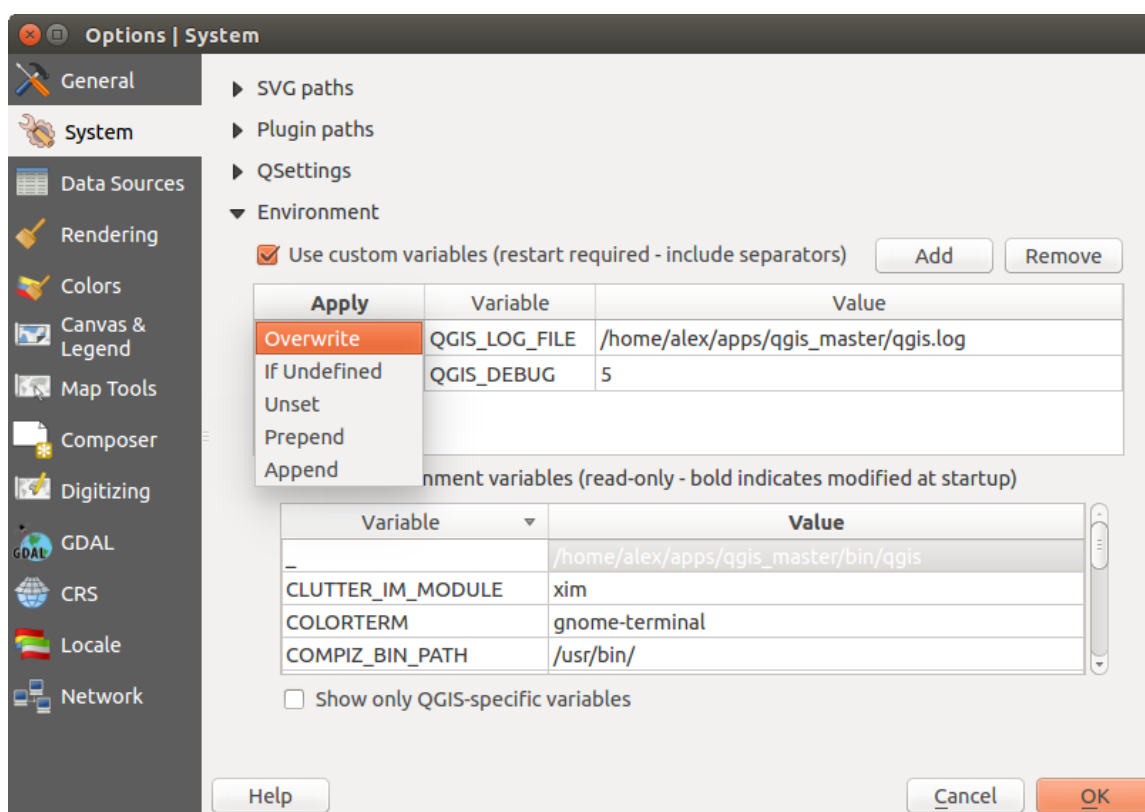 Options | System
General
System
Data Sources
Rendering
Colors
Canvas &
Legend
Map Tools
Composer
Digitizing
GDAL
GDAL
CRS
Locale
Network
SVG paths
Plugin paths
QSettings
Environment
Use custom variables (restart required - include separators) Add Remove
Apply Variable Value
Overwrite QGIS_LOG_FILE /home/alex/apps/qgis_master/qgis.log
If Undefined QGIS_DEBUG 5
Unset
Prepend
Append
nment variables (read-only - bold indicates modified at startup)
Variable Value
_ /home/alex/apps/qgis_master/bin/qgis
CLUTTER_IM_MODULE xim
COLORTERM gnome-terminal
COMPIZ_BIN_PATH /usr/bin/
Show only QGIS-specific variables
Help Cancel OK